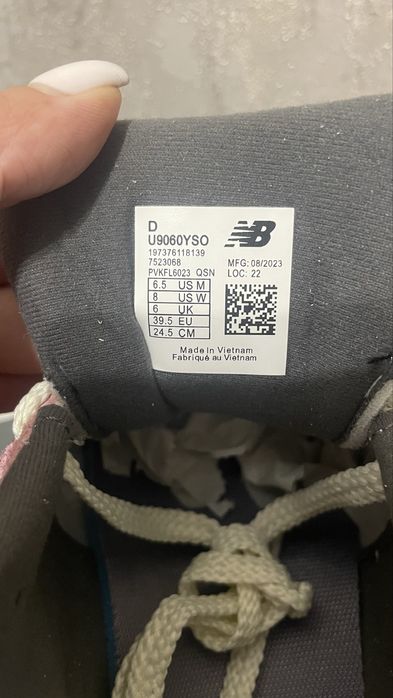 D
U9060YSO
NB
197376118139
7523068
PVKFL6023 QSN
MFG: 08/2023
LOC: 22
6.5 US M
8 US W
6 UK
39.5 EU
24.5 CM
Made in Vietnam
Fabriqué au Vietnam